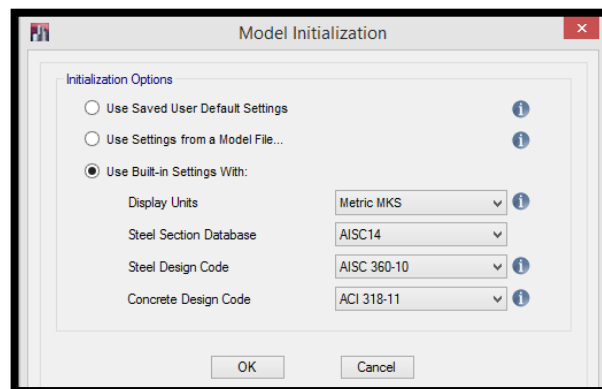 Model Initialization
Initialization Options
Use Saved User Default Settings
Use Settings from a Model File...
Use Built-in Settings With:
Display Units Metric MKS
Steel Section Database AISC14
Steel Design Code AISC 360-10
Concrete Design Code ACI 318-11
OK Cancel